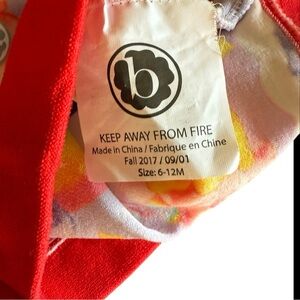 b
KEEP AWAY FROM FIRE
Made in China / Fabriqué en Chine
Fall 2017 / 09/01
Size: 6-12M